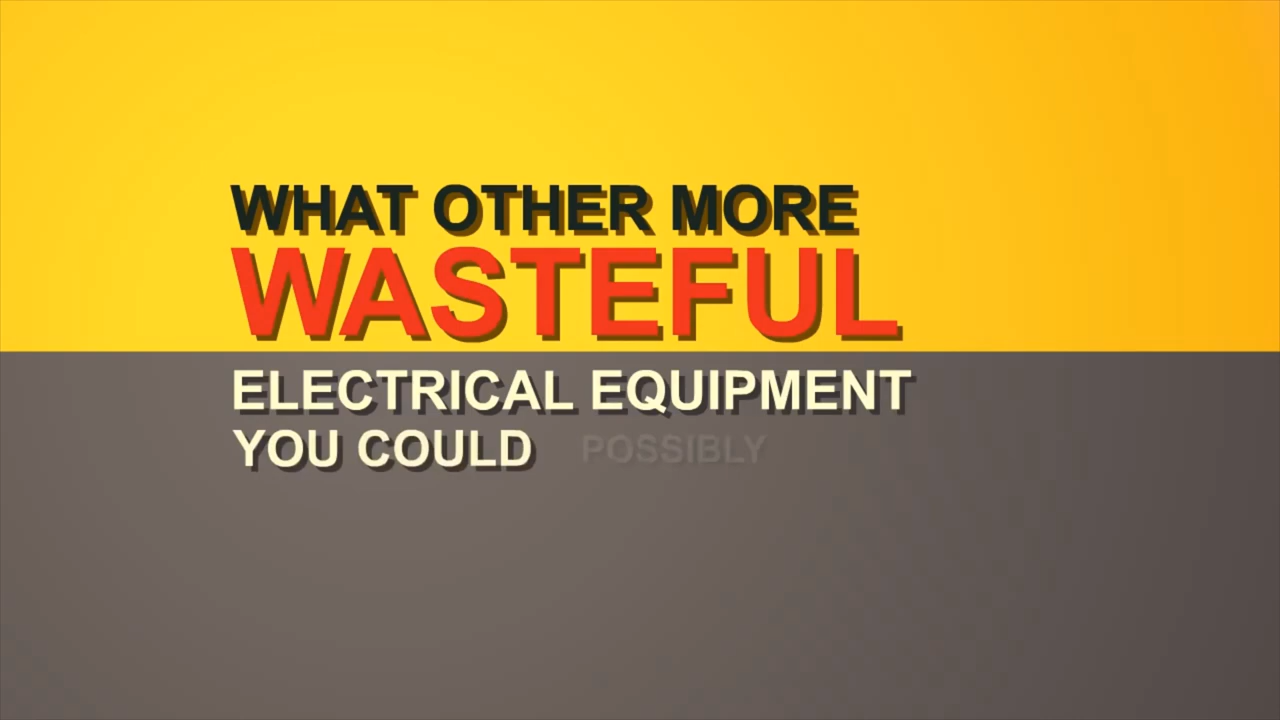 WHAT OTHER MORE
WASTEFUL
ELECTRICAL EQUIPMENT
YOU COULD POSSIBLY